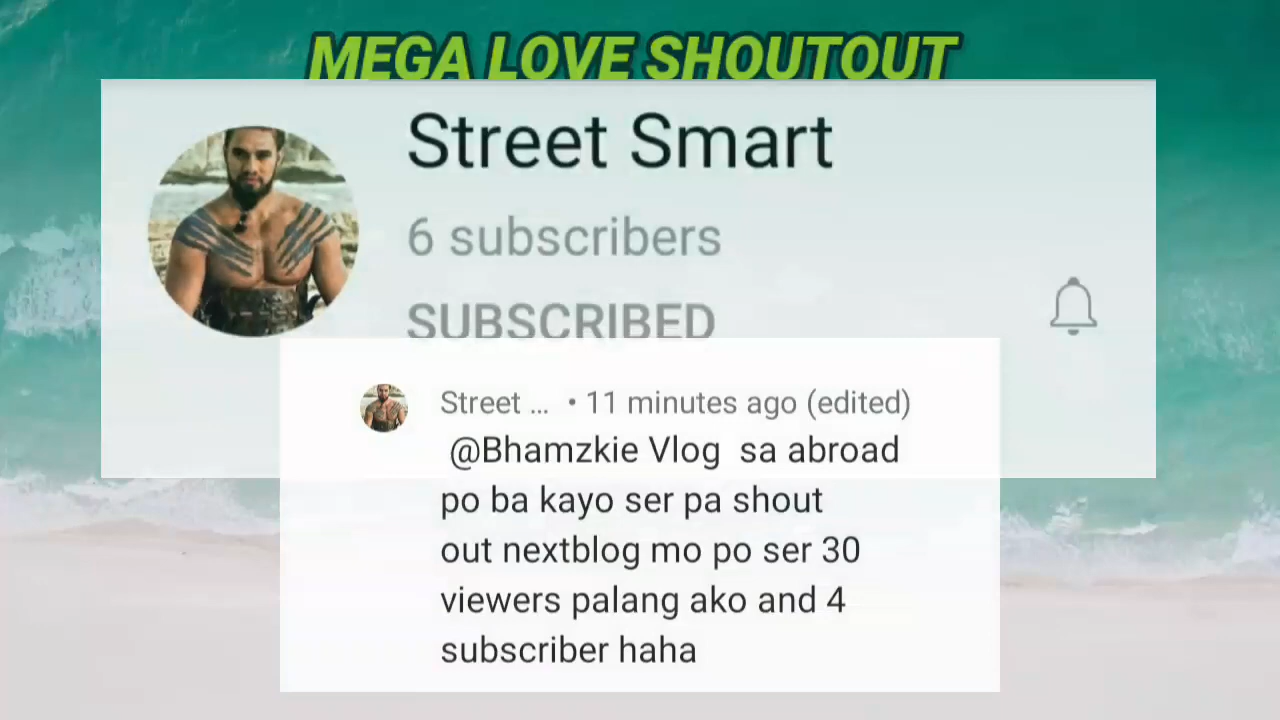 MEGA LOVE SHOUTOUT
Street Smart
6 subscribers
SUBSCRIBED
Street ... • 11 minutes ago (edited)
@Bhamzkie Vlog sa abroad
po ba kayo ser pa shout
out nextblog mo po ser 30
viewers palang ako and 4
subscriber haha